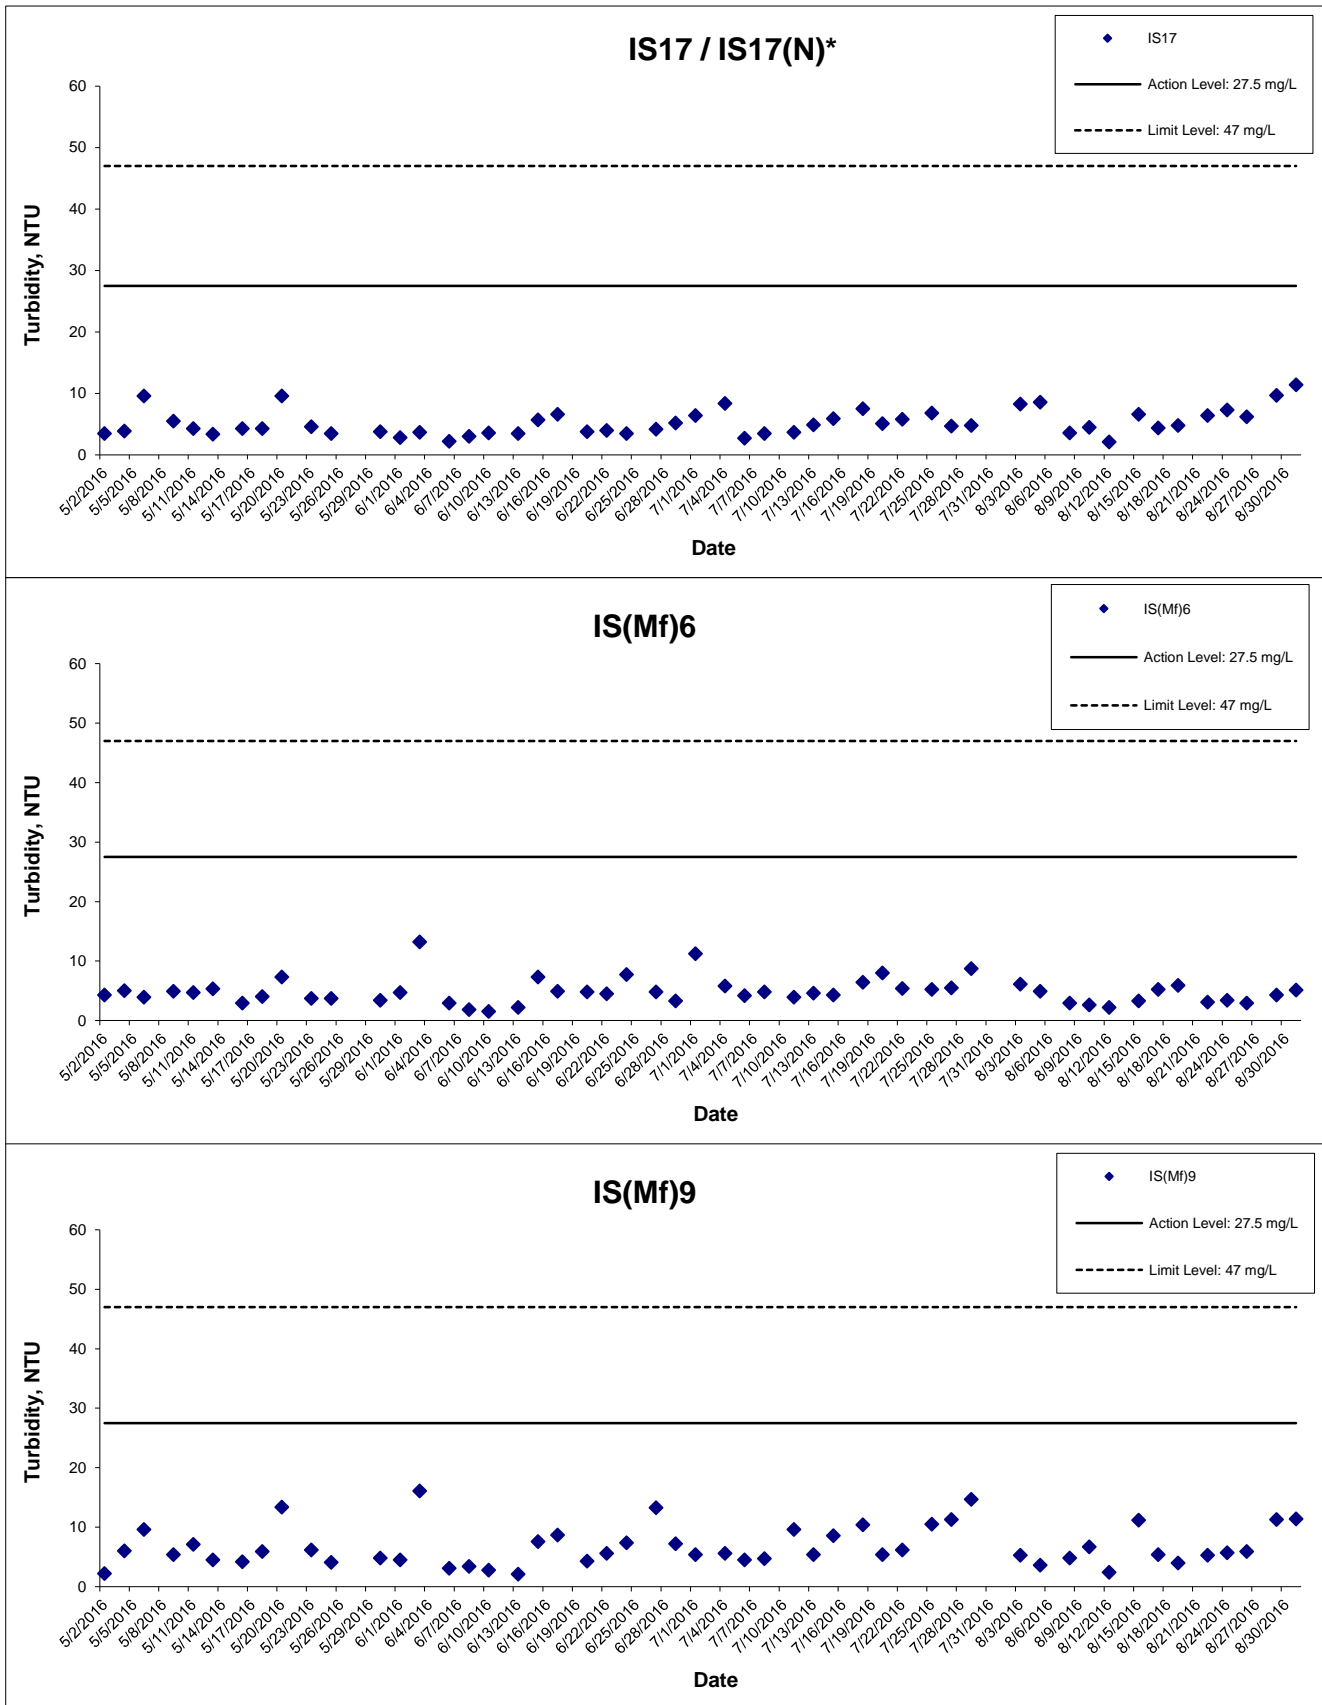 IS17 / IS17(N)*
IS17
Action Level: 27.5 mg/L
Limit Level: 47 mg/L
Turbidity, NTU
60
50
40
30
20
10
0
5/2/2016 5/5/2016 5/8/2016 5/11/2016 5/14/2016 5/17/2016 5/20/2016 5/23/2016 5/26/2016 5/29/2016 6/1/2016 6/4/2016 6/7/2016 6/10/2016 6/13/2016 6/16/2016 6/19/2016 6/22/2016 6/25/2016 6/28/2016 7/1/2016 7/4/2016 7/7/2016 7/10/2016 7/13/2016 7/16/2016 7/19/2016 7/22/2016 7/25/2016 7/28/2016 7/31/2016 8/3/2016 8/6/2016 8/9/2016 8/12/2016 8/15/2016 8/18/2016 8/21/2016 8/24/2016 8/27/2016 8/30/2016
Date
IS(Mf)6
IS(Mf)6
Action Level: 27.5 mg/L
Limit Level: 47 mg/L
Turbidity, NTU
60
50
40
30
20
10
0
5/2/2016 5/5/2016 5/8/2016 5/11/2016 5/14/2016 5/17/2016 5/20/2016 5/23/2016 5/26/2016 5/29/2016 6/1/2016 6/4/2016 6/7/2016 6/10/2016 6/13/2016 6/16/2016 6/19/2016 6/22/2016 6/25/2016 6/28/2016 7/1/2016 7/4/2016 7/7/2016 7/10/2016 7/13/2016 7/16/2016 7/19/2016 7/22/2016 7/25/2016 7/28/2016 7/31/2016 8/3/2016 8/6/2016 8/9/2016 8/12/2016 8/15/2016 8/18/2016 8/21/2016 8/24/2016 8/27/2016 8/30/2016
Date
IS(Mf)9
IS(Mf)9
Action Level: 27.5 mg/L
Limit Level: 47 mg/L
Turbidity, NTU
60
50
40
30
20
10
0
5/2/2016 5/5/2016 5/8/2016 5/11/2016 5/14/2016 5/17/2016 5/20/2016 5/23/2016 5/26/2016 5/29/2016 6/1/2016 6/4/2016 6/7/2016 6/10/2016 6/13/2016 6/16/2016 6/19/2016 6/22/2016 6/25/2016 6/28/2016 7/1/2016 7/4/2016 7/7/2016 7/10/2016 7/13/2016 7/16/2016 7/19/2016 7/22/2016 7/25/2016 7/28/2016 7/31/2016 8/3/2016 8/6/2016 8/9/2016 8/12/2016 8/15/2016 8/18/2016 8/21/2016 8/24/2016 8/27/2016 8/30/2016
Date